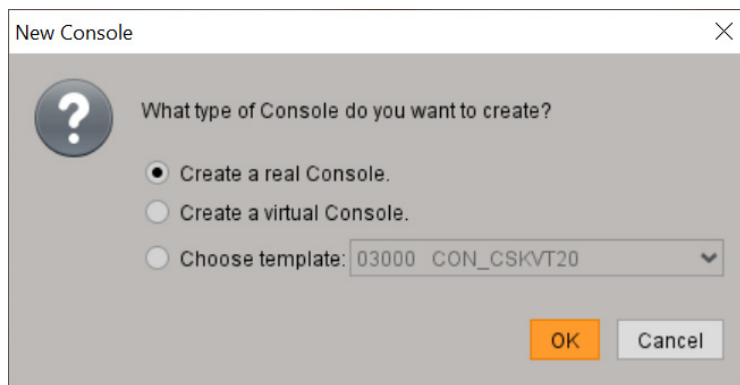 New Console
What type of Console do you want to create?
Create a real Console.
Create a virtual Console.
Choose template: 03000 CON_CSKVT20
OK Cancel